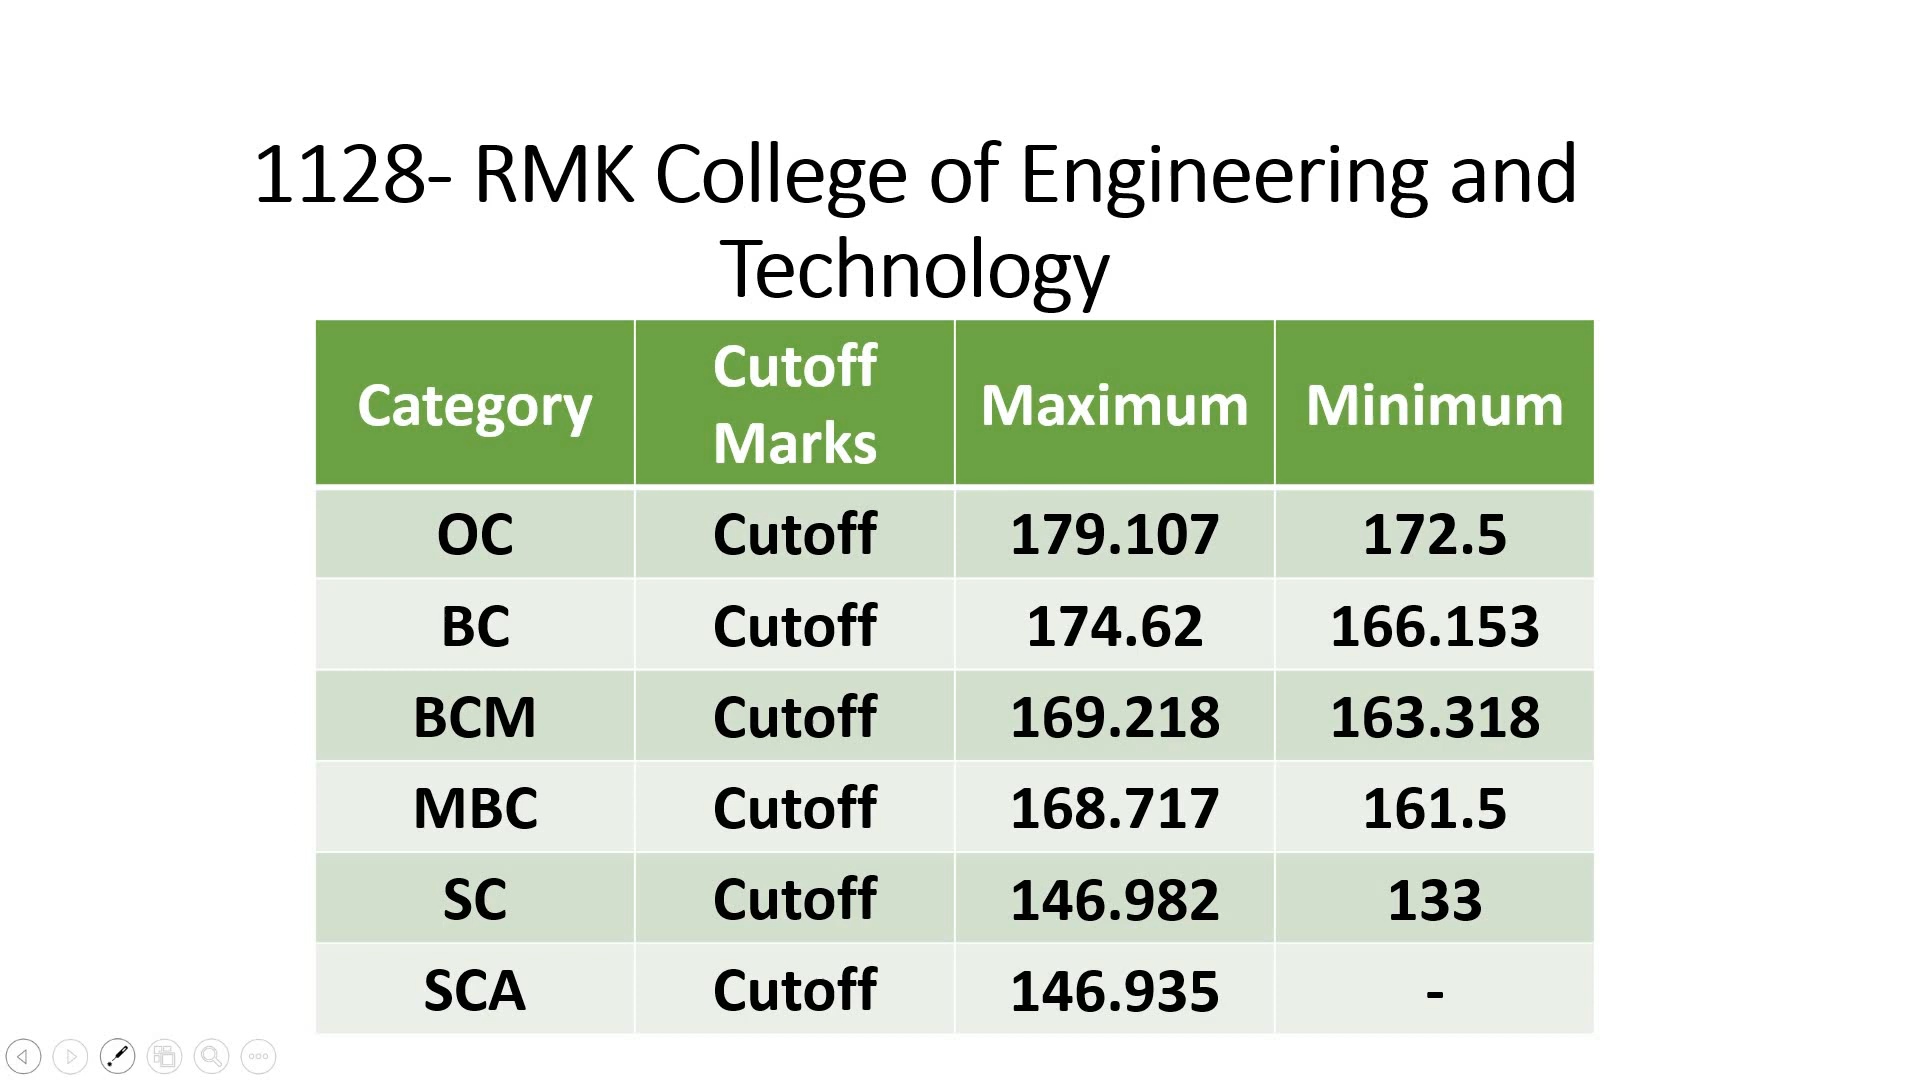 1128- RMK College of Engineering and
Technology
Category Cutoff Marks Maximum Minimum
OC Cutoff 179.107 172.5
BC Cutoff 174.62 166.153
BCM Cutoff 169.218 163.318
MBC Cutoff 168.717 161.5
SC Cutoff 146.982 133
SCA Cutoff 146.935 -